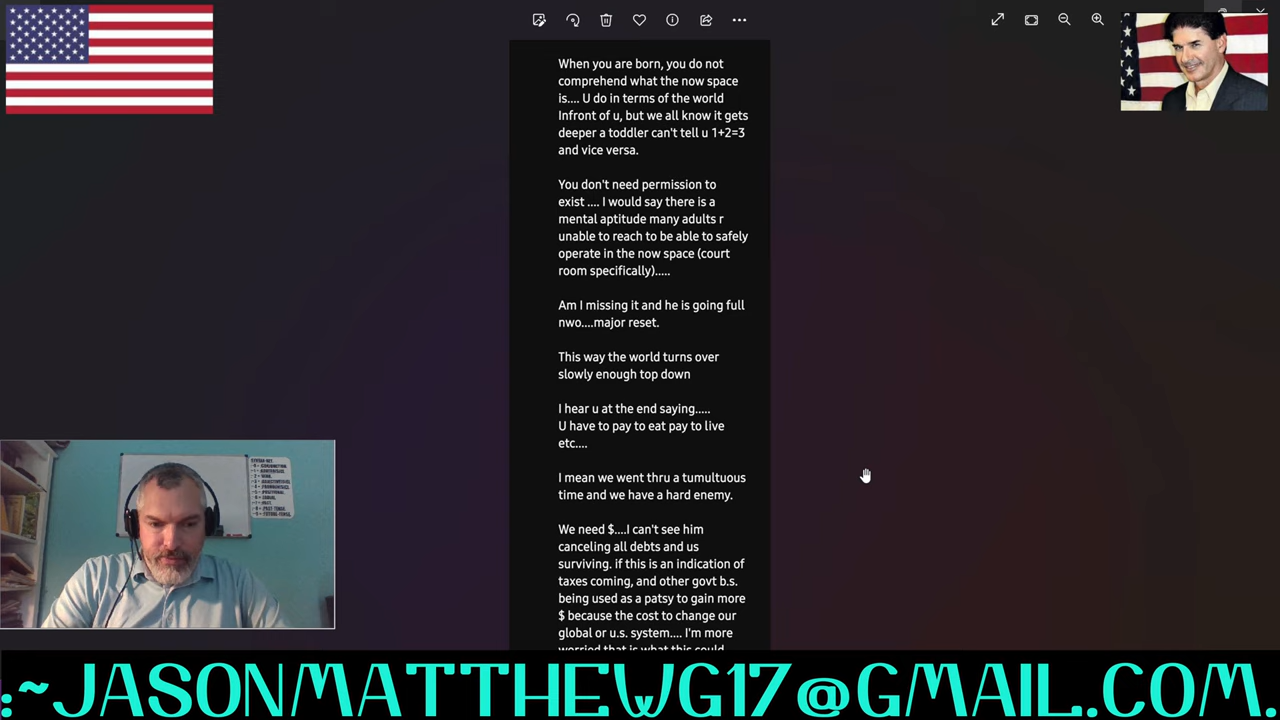 When you are born, you do not
comprehend what the now space
is.... U do in terms of the world
Infront of u, but we all know it gets
deeper a toddler can't tell u 1+2=3
and vice versa.
You don't need permission to
exist .... I would say there is a
mental aptitude many adults r
unable to reach to be able to safely
operate in the now space (court
room specifically).....
Am I missing it and he is going full
nwo....major reset.
This way the world turns over
slowly enough top down
I hear u at the end saying.....
U have to pay to eat pay to live
etc....
I mean we went thru a tumultuous
time and we have a hard enemy.
We need $....I can't see him
canceling all debts and us
surviving. if this is an indication of
taxes coming, and other govt b.s.
being used as a patsy to gain more
$ because the cost to change our
global or u.s. system.... I'm more
worried that is what this could
:~JASONMATTHEWG17@GMAIL.COM.